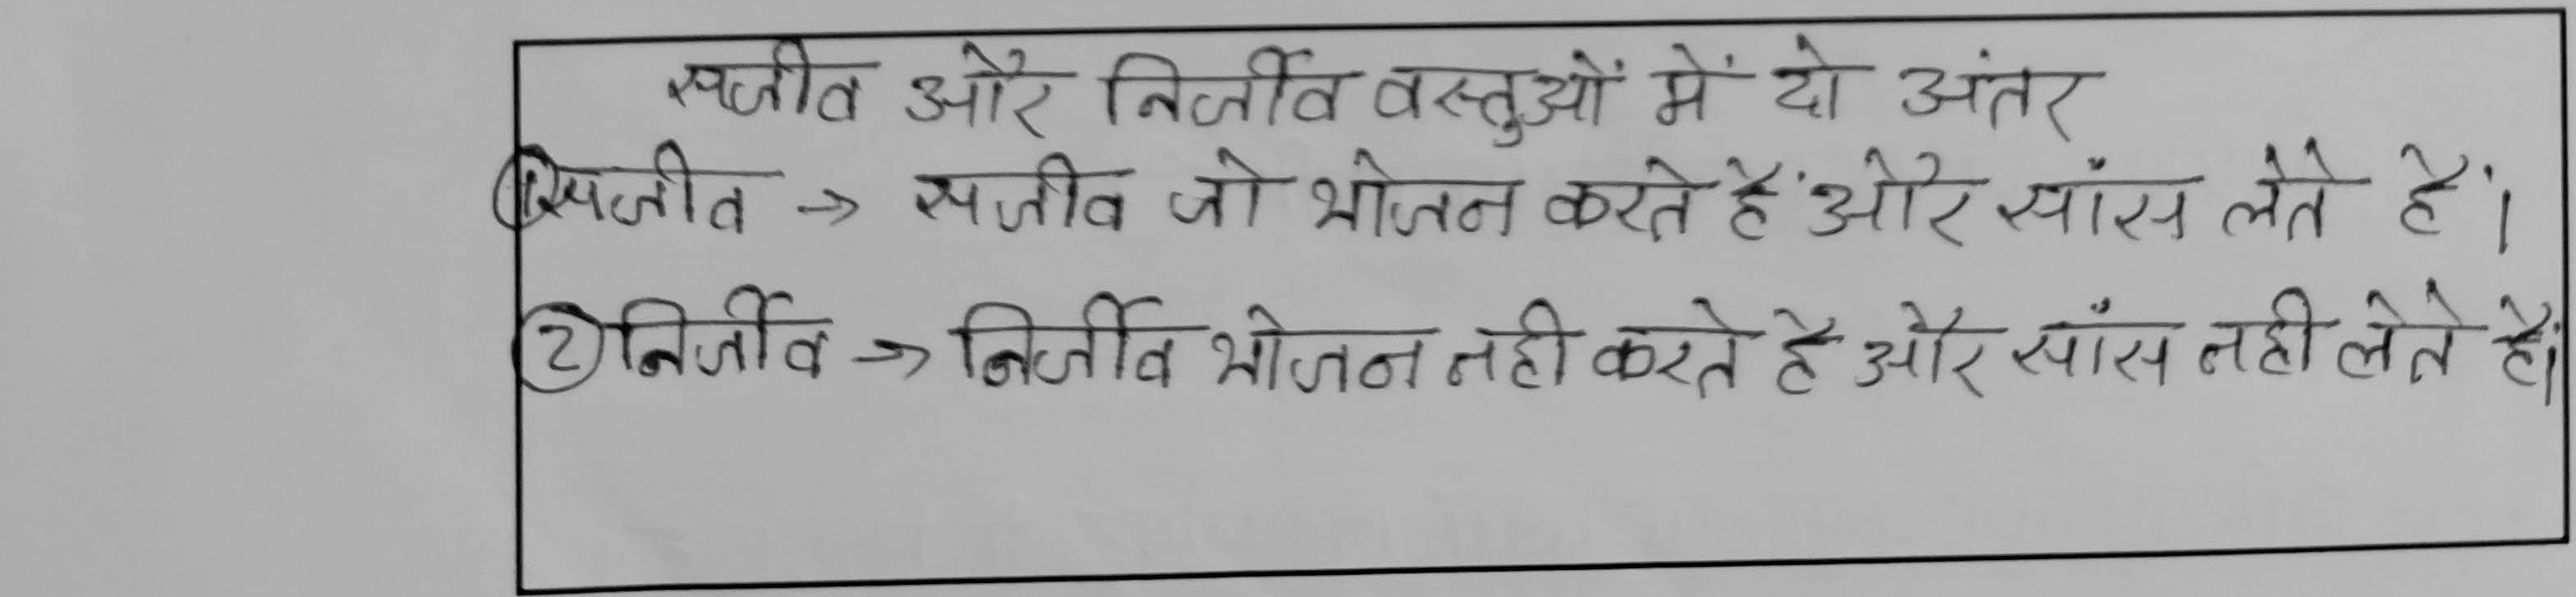 सजीव और निर्जीव वस्तुओं में दो अंतर
① सजीव → सजीव जो भोजन करते हैं और सांस लेते हैं।
② निर्जीव → निर्जीव भोजन नही करते है और साँस नही लेते हैं।